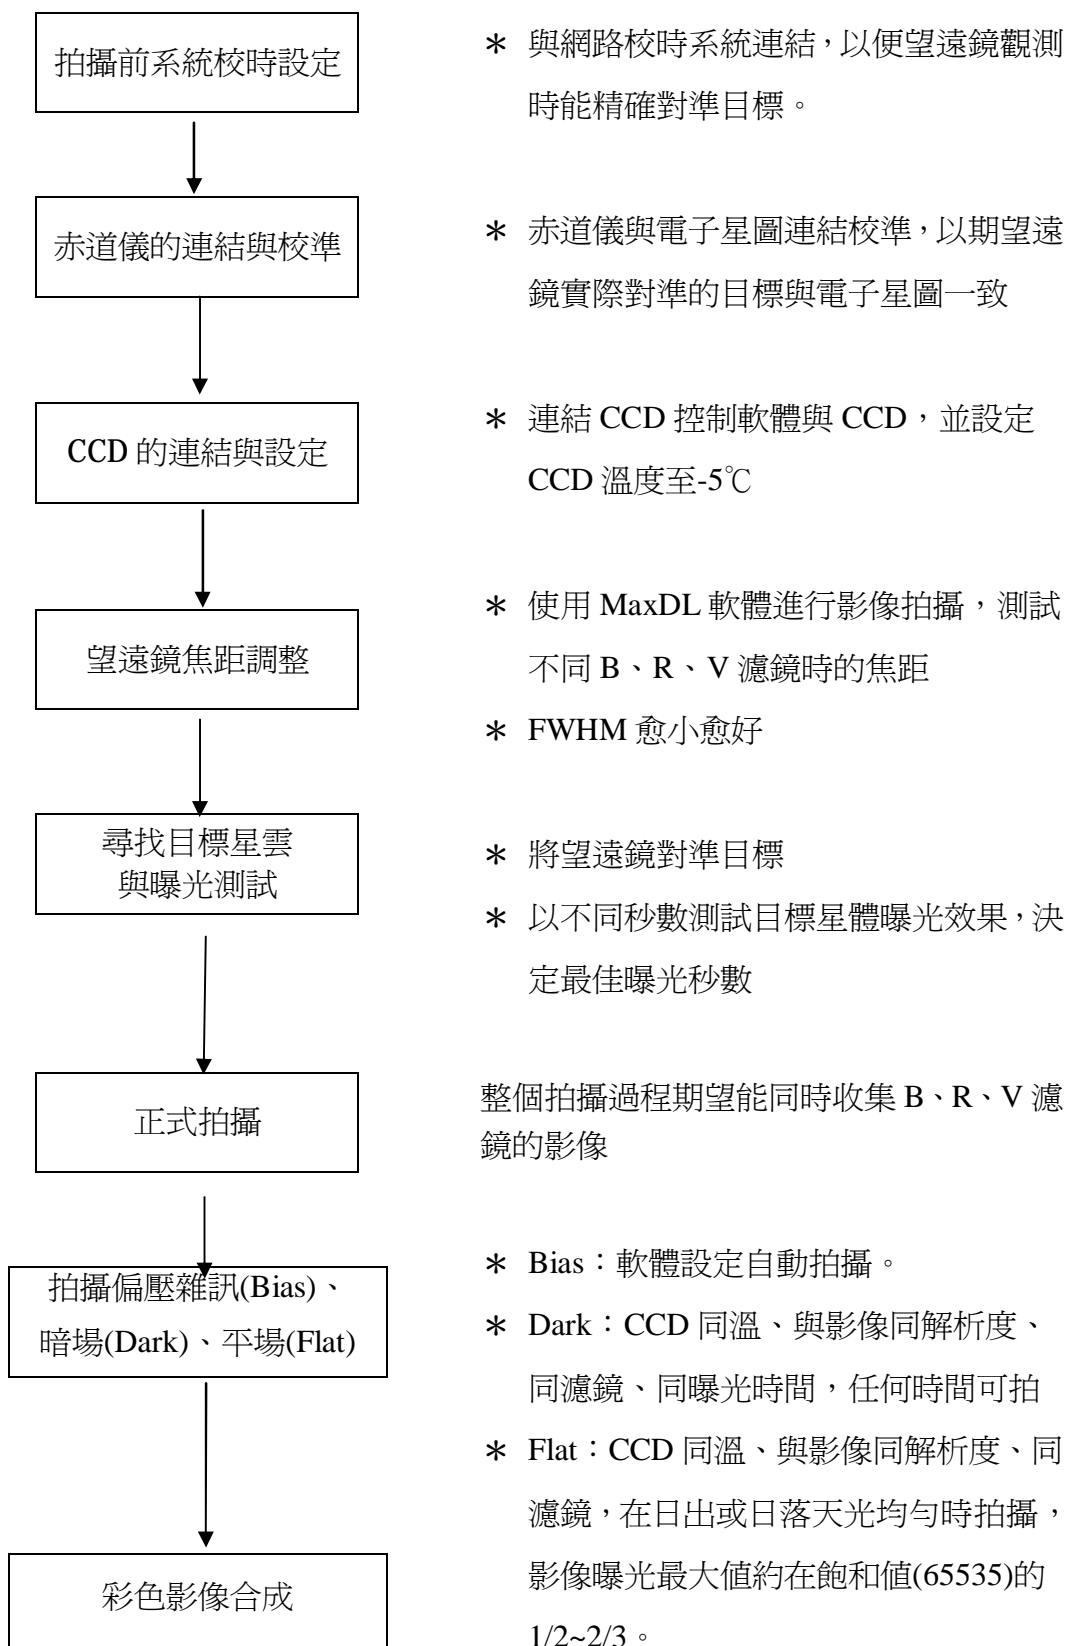 拍攝前系統校時設定
＊ 與網路校時系統連結，以便望遠鏡觀測
時能精確對準目標。
赤道儀的連結與校準
＊ 赤道儀與電子星圖連結校準，以期望遠
鏡實際對準的目標與電子星圖一致
CCD 的連結與設定
＊ 連結 CCD 控制軟體與 CCD，並設定
CCD 溫度至-5℃
望遠鏡焦距調整
＊ 使用 MaxDL 軟體進行影像拍攝，測試
不同 B、R、V 濾鏡時的焦距
＊ FWHM 愈小愈好
尋找目標星雲
與曝光測試
＊ 將望遠鏡對準目標
＊ 以不同秒數測試目標星體曝光效果，決
定最佳曝光秒數
正式拍攝
整個拍攝過程期望能同時收集 B、R、V 濾
鏡的影像
拍攝偏壓雜訊(Bias)、
暗場(Dark)、平場(Flat)
＊ Bias：軟體設定自動拍攝。
＊ Dark：CCD 同溫、與影像同解析度、
同濾鏡、同曝光時間，任何時間可拍
＊ Flat：CCD 同溫、與影像同解析度、同
濾鏡，在日出或日落天光均勻時拍攝，
影像曝光最大值約在飽和值(65535)的
1/2~2/3。
彩色影像合成